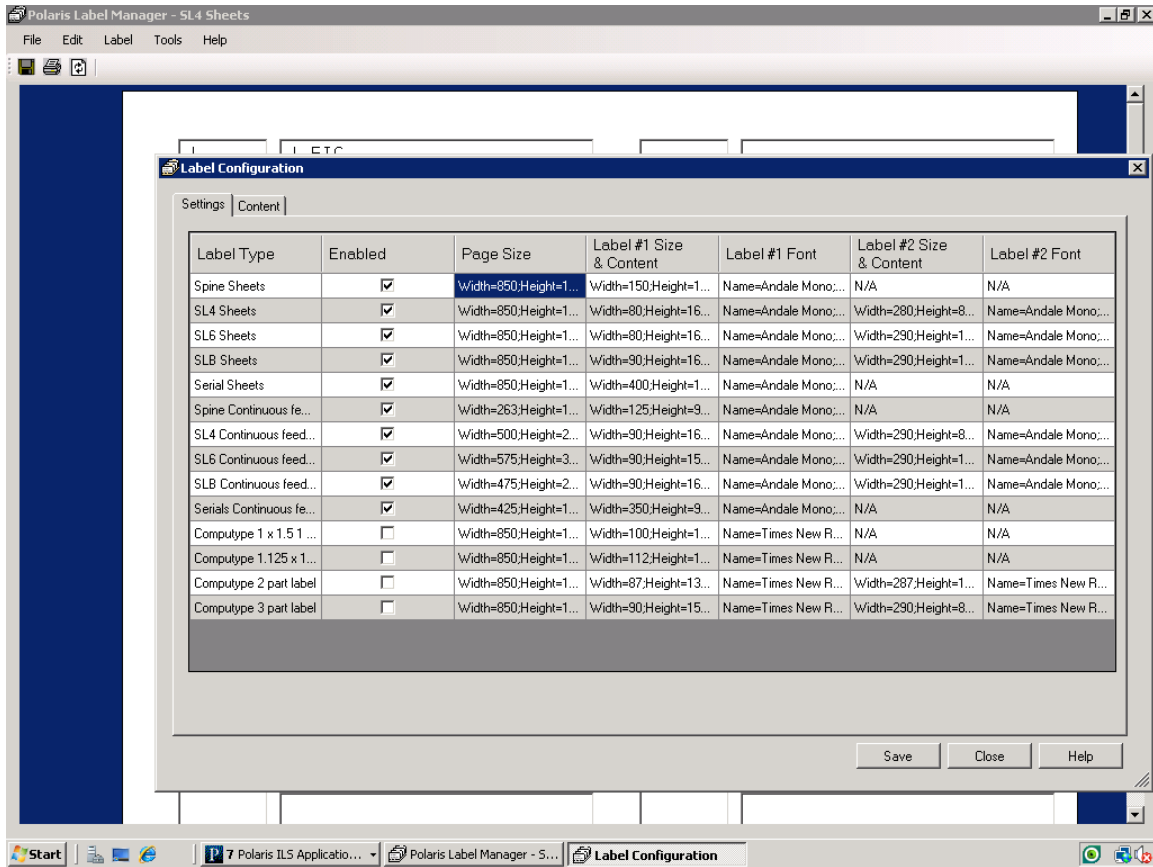 Polaris Label Manager - SL4 Sheets
File Edit Label Tools Help
Label Configuration
Settings Content
Label Type Enabled Page Size Label #1 Size & Content Label #1 Font Label #2 Size & Content Label #2 Font
Spine Sheets Width=850;Height=1... Width=150;Height=1... Name=Andale Mono;... N/A N/A
SL4 Sheets Width=850;Height=1... Width=80;Height=16... Name=Andale Mono;... Width=280;Height=8... Name=Andale Mono;...
SL6 Sheets Width=850;Height=1... Width=80;Height=16... Name=Andale Mono;... Width=290;Height=1... Name=Andale Mono;...
SLB Sheets Width=850;Height=1... Width=90;Height=16... Name=Andale Mono;... Width=290;Height=1... Name=Andale Mono;...
Serial Sheets Width=850;Height=1... Width=400;Height=1... Name=Andale Mono;... N/A N/A
Spine Continuous fe... Width=263;Height=1... Width=125;Height=9... Name=Andale Mono;... N/A N/A
SL4 Continuous feed... Width=500;Height=2... Width=90;Height=16... Name=Andale Mono;... Width=290;Height=8... Name=Andale Mono;...
SL6 Continuous feed... Width=575;Height=3... Width=90;Height=15... Name=Andale Mono;... Width=290;Height=1... Name=Andale Mono;...
SLB Continuous feed... Width=475;Height=2... Width=90;Height=16... Name=Andale Mono;... Width=290;Height=1... Name=Andale Mono;...
Serials Continuous fe... Width=425;Height=1... Width=350;Height=9... Name=Andale Mono;... N/A N/A
Computype 1 x 1.5 1 ... Width=850;Height=1... Width=100;Height=1... Name=Times New R... N/A N/A
Computype 1.125 x 1... Width=850;Height=1... Width=112;Height=1... Name=Times New R... N/A N/A
Computype 2 part label Width=850;Height=1... Width=87;Height=13... Name=Times New R... Width=287;Height=1... Name=Times New R...
Computype 3 part label Width=850;Height=1... Width=90;Height=15... Name=Times New R... Width=290;Height=8... Name=Times New R...
Save Close Help
Start 7 Polaris ILS Applicatio... Polaris Label Manager - S... Label Configuration